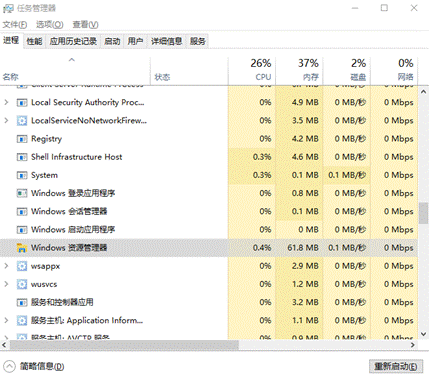 任务管理器
文件(F) 选项(O) 查看(V)
进程 性能 应用历史记录 启动 用户 详细信息 服务
26% 37% 2% 0%
名称 状态 CPU 内存 磁盘 网络
Local Security Authority Proc... 0% 4.9 MB 0 MB/秒 0 Mbps
LocalServiceNoNetworkFirew... 0% 3.5 MB 0 MB/秒 0 Mbps
Registry 0% 4.2 MB 0 MB/秒 0 Mbps
Shell Infrastructure Host 0.3% 4.6 MB 0 MB/秒 0 Mbps
System 0.3% 0.1 MB 0.1 MB/秒 0 Mbps
Windows 登录应用程序 0% 0.8 MB 0 MB/秒 0 Mbps
Windows 会话管理器 0% 0.1 MB 0 MB/秒 0 Mbps
Windows 启动应用程序 0% 0 MB 0 MB/秒 0 Mbps
Windows 资源管理器 0.4% 61.8 MB 0.1 MB/秒 0 Mbps
wsappx 0% 2.9 MB 0 MB/秒 0 Mbps
wusvcs 0% 1.2 MB 0 MB/秒 0 Mbps
服务和控制器应用 0% 3.2 MB 0 MB/秒 0 Mbps
服务主机: Application Inform... 0% 1.1 MB 0 MB/秒 0 Mbps
服务主机: AVCTP 服务 0% 0.9 MB 0 MB/秒 0 Mbps
简略信息(D) 重新启动(E)